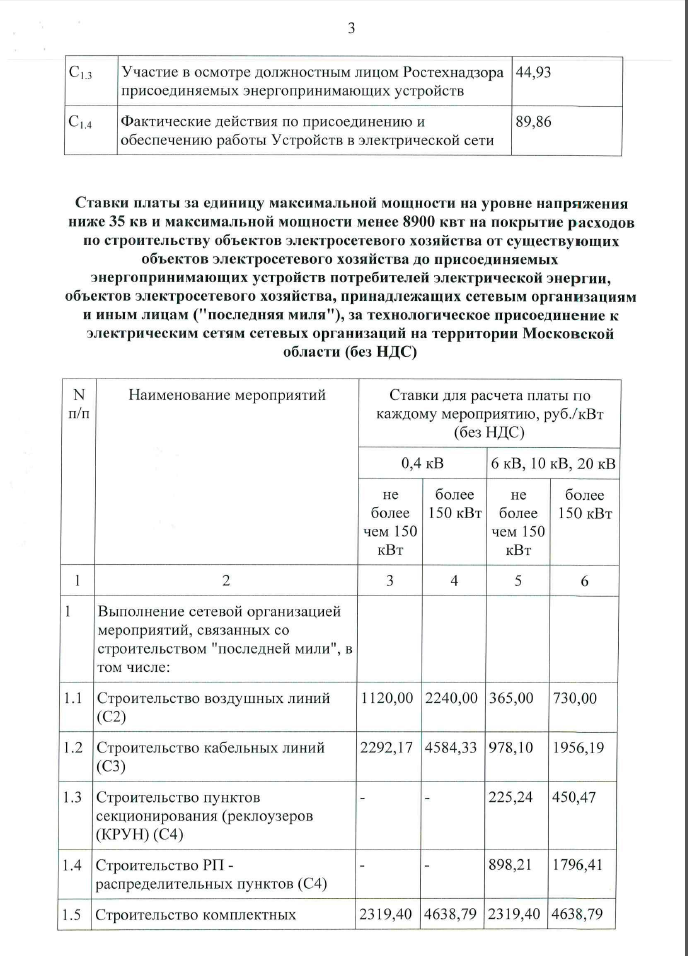 3
С1.3 Участие в осмотре должностным лицом Ростехнадзора 44,93
присоединяемых энергопринимающих устройств
С1.4 Фактические действия по присоединению и 89,86
обеспечению работы Устройств в электрической сети
Ставки платы за единицу максимальной мощности на уровне напряжения
ниже 35 кв и максимальной мощности менее 8900 квт на покрытие расходов
по строительству объектов электросетевого хозяйства от существующих
объектов электросетевого хозяйства до присоединяемых
энергопринимающих устройств потребителей электрической энергии,
объектов электросетевого хозяйства, принадлежащих сетевым организациям
и иным лицам ("последняя миля"), за технологическое присоединение к
электрическим сетям сетевых организаций на территории Московской
области (без НДС)
N
п/п
Наименование мероприятий
Ставки для расчета платы по
каждому мероприятию, руб./кВт
(без НДС)
0,4 кВ 6 кВ, 10 кВ, 20 кВ
не
более
чем 150
кВт
более
150 кВт
не
более
чем 150
кВт
более
150 кВт
1 2 3 4 5 6
1 Выполнение сетевой организацией
мероприятий, связанных со
строительством "последней мили", в
том числе:
1.1 Строительство воздушных линий 1120,00 2240,00 365,00 730,00
(С2)
1.2 Строительство кабельных линий 2292,17 4584,33 978,10 1956,19
(С3)
1.3 Строительство пунктов - - 225,24 450,47
секционирования (реклоузеров
(КРУН) (С4)
1.4 Строительство РП - - - 898,21 1796,41
распределительных пунктов (С4)
1.5 Строительство комплектных 2319,40 4638,79 2319,40 4638,79